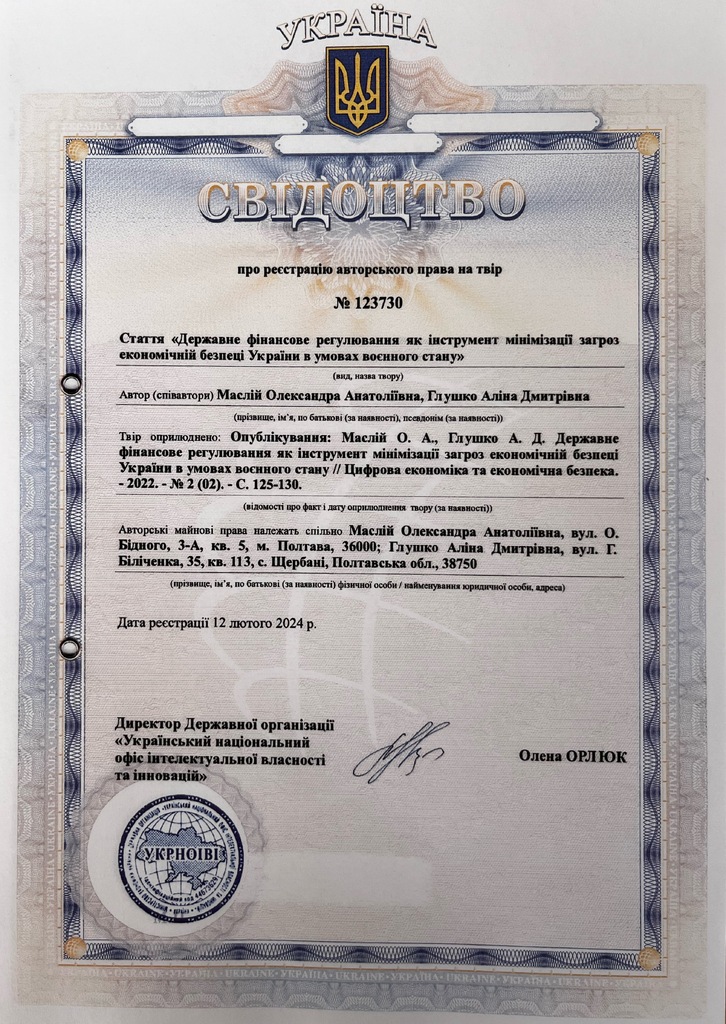 УКРАЇНА
СВІДОЦТВО
про реєстрацію авторського права на твір
№ 123730
Стаття «Державне фінансове регулювання як інструмент мінімізації загроз
економічній безпеці України в умовах воєнного стану»
(вид, назва твору)
Автор (співавтори) Маслій Олександра Анатоліївна, Глушко Аліна Дмитрівна
(прізвище, ім’я, по батькові (за наявності), псевдонім (за наявності))
Твір оприлюднено: Опублікування: Маслій О. А., Глушко А. Д. Державне
фінансове регулювання як інструмент мінімізації загроз економічній безпеці
України в умовах воєнного стану // Цифрова економіка та економічна безпека.
- 2022. - № 2 (02). - С. 125-130.
(відомості про факт і дату оприлюднення твору (за наявності))
Авторські майнові права належать спільно Маслій Олександра Анатоліївна, вул. О.
Бідного, 3-А, кв. 5, м. Полтава, 36000; Глушко Аліна Дмитрівна, вул. Г.
Біліченка, 35, кв. 113, с. Щербані, Полтавська обл., 38750
(прізвище, ім’я, по батькові (за наявності) фізичної особи / найменування юридичної особи, адреса)
Дата реєстрації 12 лютого 2024 р.
Директор Державної організації
«Український національний
офіс інтелектуальної власності
та інновацій»
Олена ОРЛЮК
УКРНОІВІ